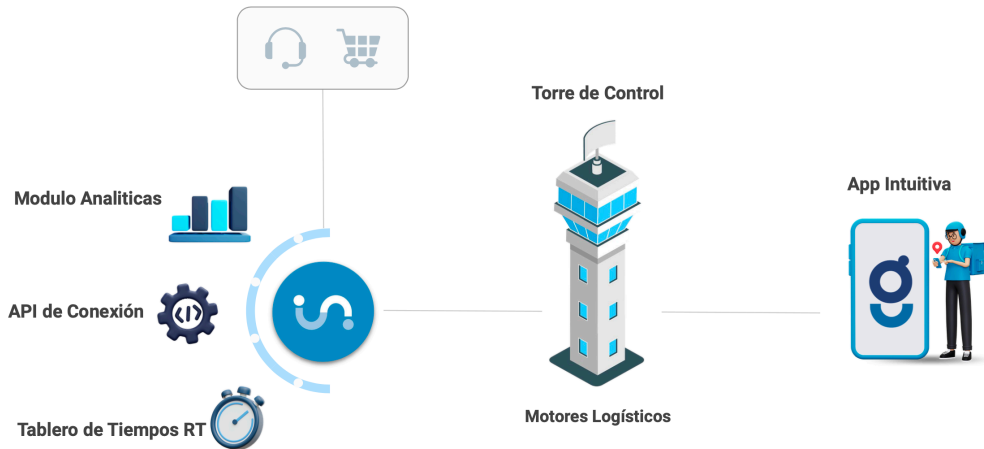 Torre de Control
Modulo Analiticas
App Intuitiva
API de Conexión
Motores Logísticos
Tablero de Tiempos RT